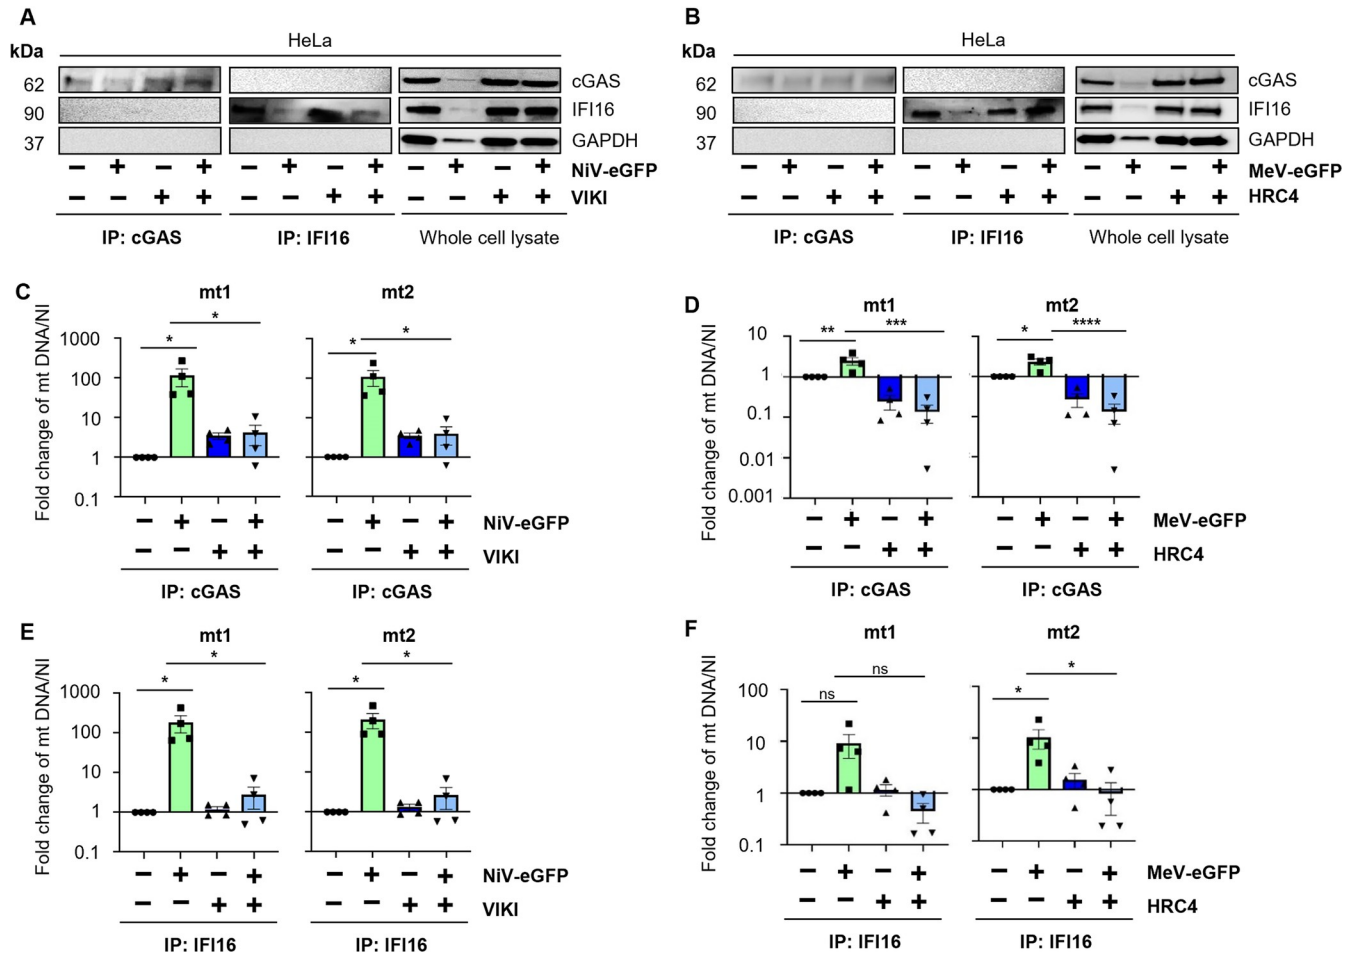 A
HeLa
kDa
62
90
37
cGAS
IFI16
GAPDH
− + − + − + − + − + − + NiV-eGFP
− − + + − − + + − − + + VIKI
IP: cGAS IP: IFI16 Whole cell lysate
B
HeLa
kDa
62
90
37
cGAS
IFI16
GAPDH
− + − + − + − + − + − + MeV-eGFP
− − + + − − + + − − + + HRC4
IP: cGAS IP: IFI16 Whole cell lysate
C
mt1 mt2
Fold change of mt DNA/NI
1000
100
10
1
0.1
* *
* *
− + − + − + − + NiV-eGFP
− − + + − − + + VIKI
IP: cGAS IP: cGAS
D
mt1 mt2
Fold change of mt DNA/NI
10
1
0.1
0.01
0.001
** *** * ****
− + − + − + − + MeV-eGFP
− − + + − − + + HRC4
IP: cGAS IP: cGAS
E
mt1 mt2
Fold change of mt DNA/NI
1000
100
10
1
0.1
* *
* *
− + − + − + − + NiV-eGFP
− − + + − − + + VIKI
IP: IFI16 IP: IFI16
F
mt1 mt2
Fold change of mt DNA/NI
100
10
1
0.1
ns *
ns *
− + − + − + − + MeV-eGFP
− − + + − − + + HRC4
IP: IFI16 IP: IFI16